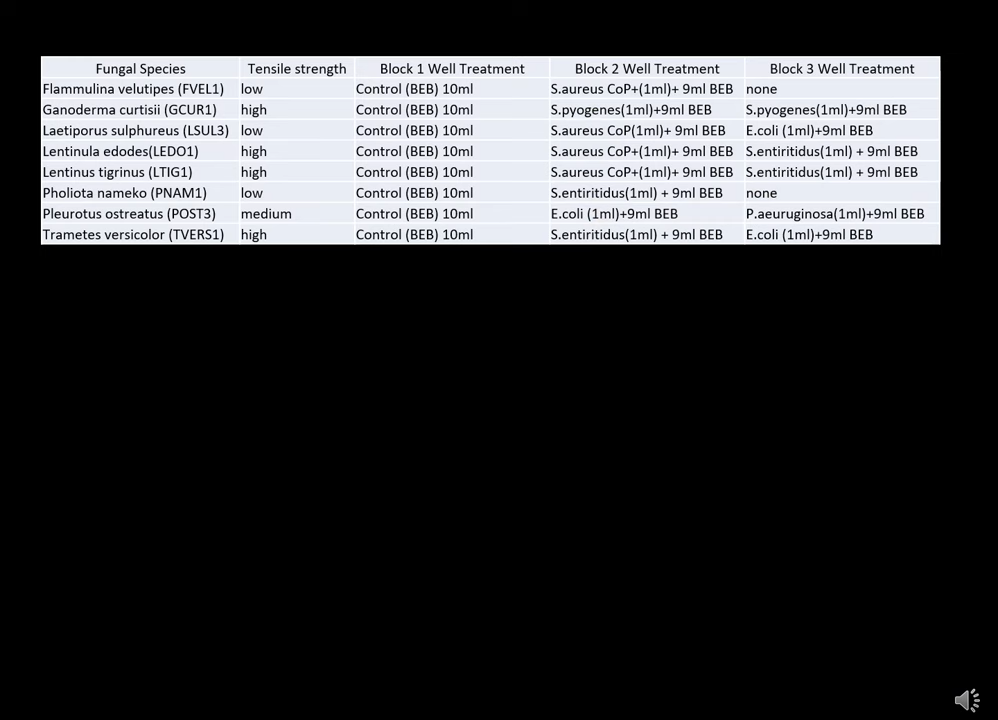 Fungal Species Tensile strength Block 1 Well Treatment Block 2 Well Treatment Block 3 Well Treatment
Flammulina velutipes (FVEL1) low Control (BEB) 10ml S.aureus CoP+(1ml)+ 9ml BEB none
Ganoderma curtisii (GCUR1) high Control (BEB) 10ml S.pyogenes(1ml)+9ml BEB S.pyogenes(1ml)+9ml BEB
Laetiporus sulphureus (LSUL3) low Control (BEB) 10ml S.aureus CoP(1ml)+ 9ml BEB E.coli (1ml)+9ml BEB
Lentinula edodes(LEDO1) high Control (BEB) 10ml S.aureus CoP+(1ml)+ 9ml BEB S.entiritidus(1ml) + 9ml BEB
Lentinus tigrinus (LTIG1) high Control (BEB) 10ml S.aureus CoP+(1ml)+ 9ml BEB S.entiritidus(1ml) + 9ml BEB
Pholiota nameko (PNAM1) low Control (BEB) 10ml S.entiritidus(1ml) + 9ml BEB none
Pleurotus ostreatus (POST3) medium Control (BEB) 10ml E.coli (1ml)+9ml BEB P.aeuruginosa(1ml)+9ml BEB
Trametes versicolor (TVERS1) high Control (BEB) 10ml S.entiritidus(1ml) + 9ml BEB E.coli (1ml)+9ml BEB